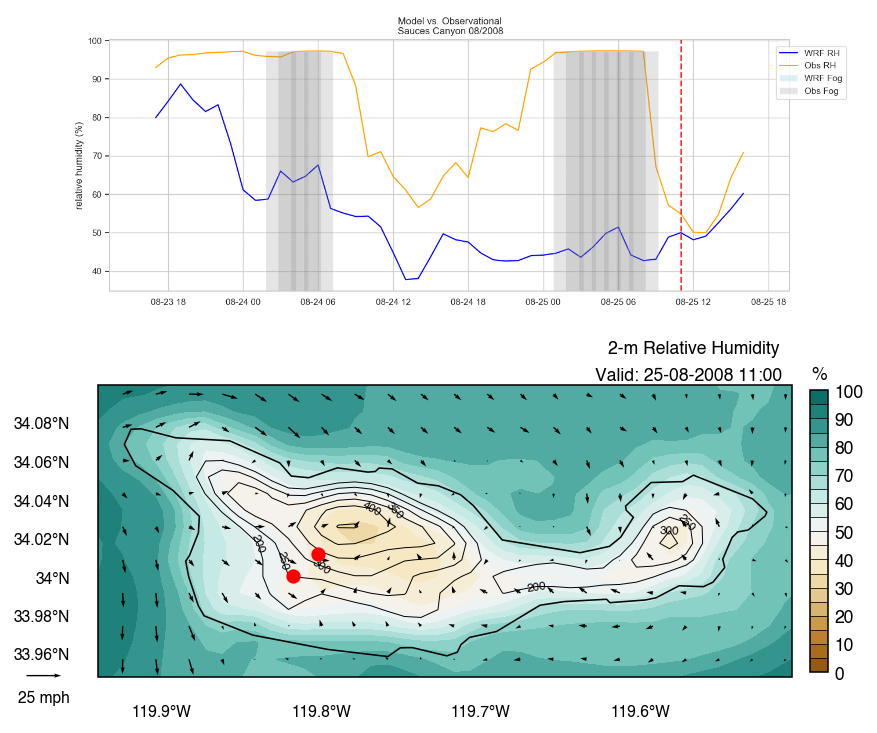 Model vs. Observational
Sauces Canyon 08/2008
relative humidity (%)
100
90
80
70
60
50
40
08-23 18
08-24 00
08-24 06
08-24 12
08-24 18
08-25 00
08-25 06
08-25 12
08-25 18
WRF RH
Obs RH
WRF Fog
Obs Fog
2-m Relative Humidity
Valid: 25-08-2008 11:00
%
34.08°N
34.06°N
34.04°N
34.02°N
34°N
33.98°N
33.96°N
25 mph
119.9°W
119.8°W
119.7°W
119.6°W
400
200
300
200
100
90
80
70
60
50
40
30
20
10
0